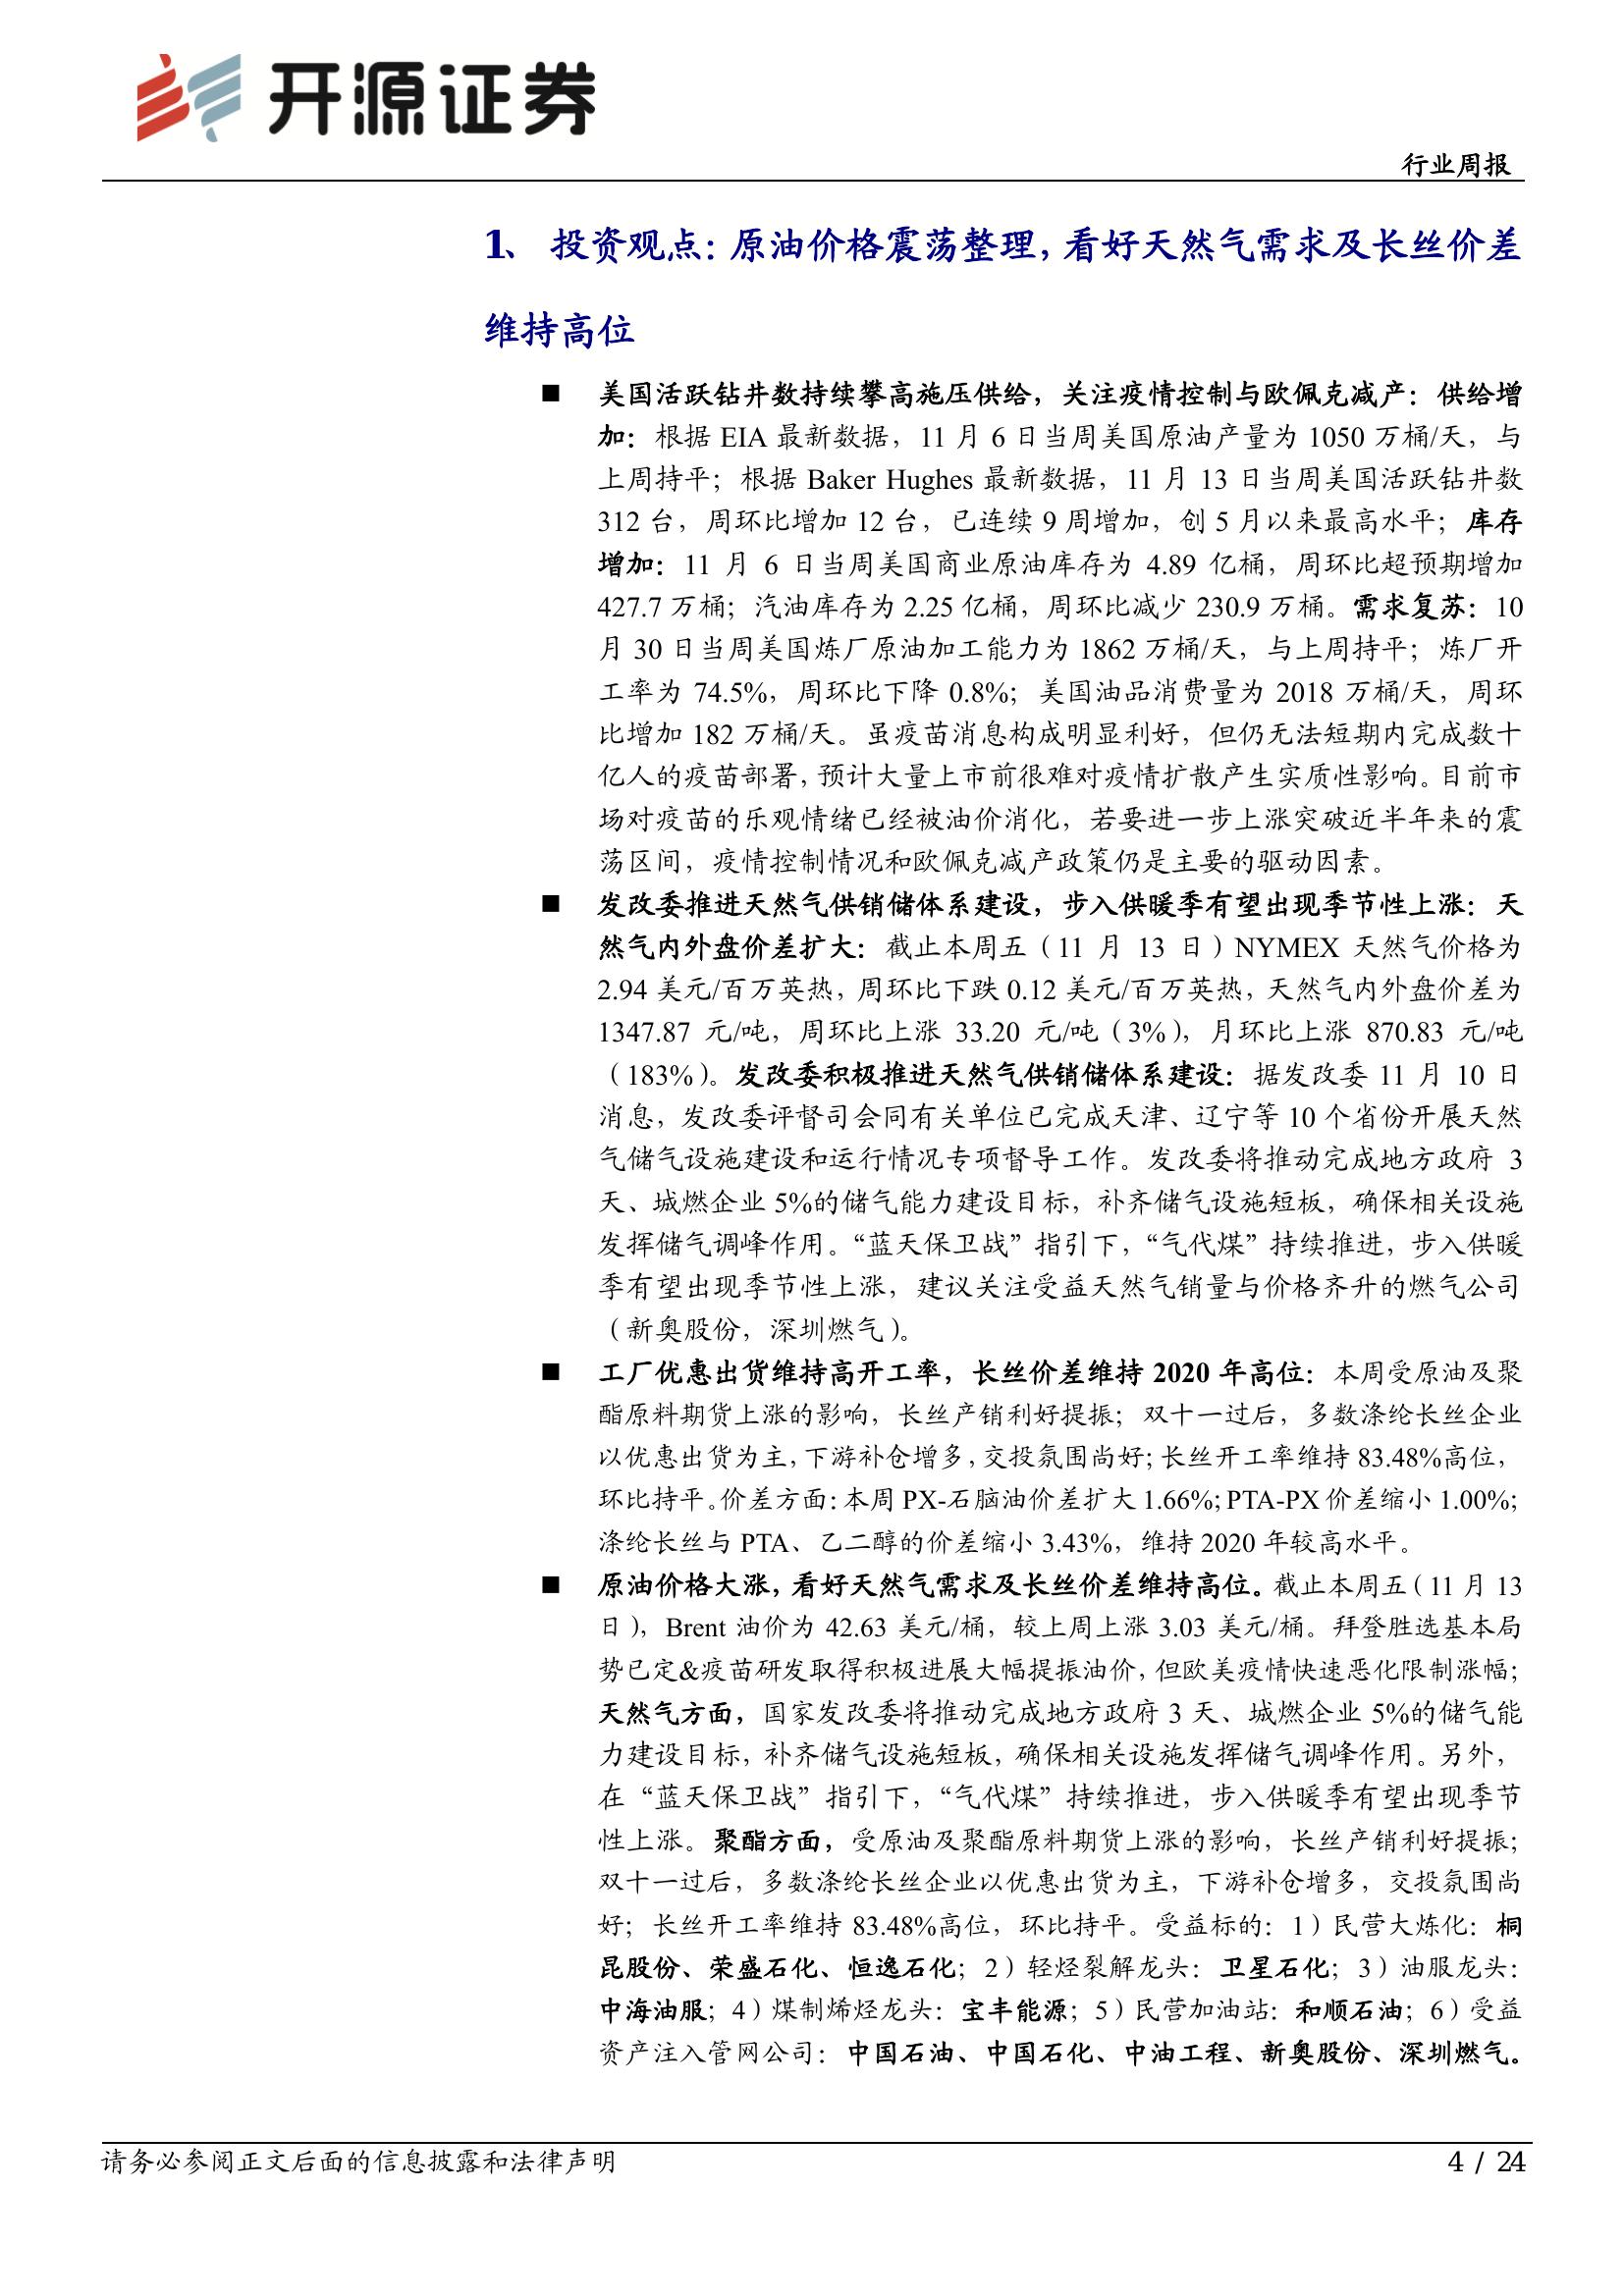 开源证券
行业周报
1、 投资观点：原油价格震荡整理，看好天然气需求及长丝价差
维持高位
■ 美国活跃钻井数持续攀高施压供给，关注疫情控制与欧佩克减产：供给增
加：根据 EIA 最新数据，11 月 6 日当周美国原油产量为 1050 万桶/天，与
上周持平；根据 Baker Hughes 最新数据，11 月 13 日当周美国活跃钻井数
312 台，周环比增加 12 台，已连续 9 周增加，创 5 月以来最高水平；库存
增加：11 月 6 日当周美国商业原油库存为 4.89 亿桶，周环比超预期增加
427.7 万桶；汽油库存为 2.25 亿桶，周环比减少 230.9 万桶。需求复苏：10
月 30 日当周美国炼厂原油加工能力为 1862 万桶/天，与上周持平；炼厂开
工率为 74.5%，周环比下降 0.8%；美国油品消费量为 2018 万桶/天，周环
比增加 182 万桶/天。虽疫苗消息构成明显利好，但仍无法短期内完成数十
亿人的疫苗部署，预计大量上市前很难对疫情扩散产生实质性影响。目前市
场对疫苗的乐观情绪已经被油价消化，若要进一步上涨突破近半年来的震
荡区间，疫情控制情况和欧佩克减产政策仍是主要的驱动因素。
■ 发改委推进天然气供销储体系建设，步入供暖季有望出现季节性上涨：天
然气内外盘价差扩大：截止本周五（11 月 13 日）NYMEX 天然气价格为
2.94 美元/百万英热，周环比下跌 0.12 美元/百万英热，天然气内外盘价差为
1347.87 元/吨，周环比上涨 33.20 元/吨（3%），月环比上涨 870.83 元/吨
（183%）。发改委积极推进天然气供销储体系建设：据发改委 11 月 10 日
消息，发改委评督司会同有关单位已完成天津、辽宁等 10 个省份开展天然
气储气设施建设和运行情况专项督导工作。发改委将推动完成地方政府 3
天、城燃企业 5%的储气能力建设目标，补齐储气设施短板，确保相关设施
发挥储气调峰作用。“蓝天保卫战”指引下，“气代煤”持续推进，步入供暖
季有望出现季节性上涨，建议关注受益天然气销量与价格齐升的燃气公司
（新奥股份，深圳燃气）。
■ 工厂优惠出货维持高开工率，长丝价差维持 2020 年高位：本周受原油及聚
酯原料期货上涨的影响，长丝产销利好提振；双十一过后，多数涤纶长丝企业
以优惠出货为主，下游补仓增多，交投氛围尚好；长丝开工率维持 83.48%高位，
环比持平。价差方面：本周 PX-石脑油价差扩大 1.66%；PTA-PX 价差缩小 1.00%；
涤纶长丝与 PTA、乙二醇的价差缩小 3.43%，维持 2020 年较高水平。
■ 原油价格大涨，看好天然气需求及长丝价差维持高位。截止本周五（11 月 13
日），Brent 油价为 42.63 美元/桶，较上周上涨 3.03 美元/桶。拜登胜选基本局
势已定&疫苗研发取得积极进展大幅提振油价，但欧美疫情快速恶化限制涨幅；
天然气方面，国家发改委将推动完成地方政府 3 天、城燃企业 5%的储气能
力建设目标，补齐储气设施短板，确保相关设施发挥储气调峰作用。另外，
在“蓝天保卫战”指引下，“气代煤”持续推进，步入供暖季有望出现季节
性上涨。聚酯方面，受原油及聚酯原料期货上涨的影响，长丝产销利好提振；
双十一过后，多数涤纶长丝企业以优惠出货为主，下游补仓增多，交投氛围尚
好；长丝开工率维持 83.48%高位，环比持平。受益标的：1）民营大炼化：桐
昆股份、荣盛石化、恒逸石化；2）轻烃裂解龙头：卫星石化；3）油服龙头：
中海油服；4）煤制烯烃龙头：宝丰能源；5）民营加油站：和顺石油；6）受益
资产注入管网公司：中国石油、中国石化、中油工程、新奥股份、深圳燃气。
请务必参阅正文后面的信息披露和法律声明
4 / 24